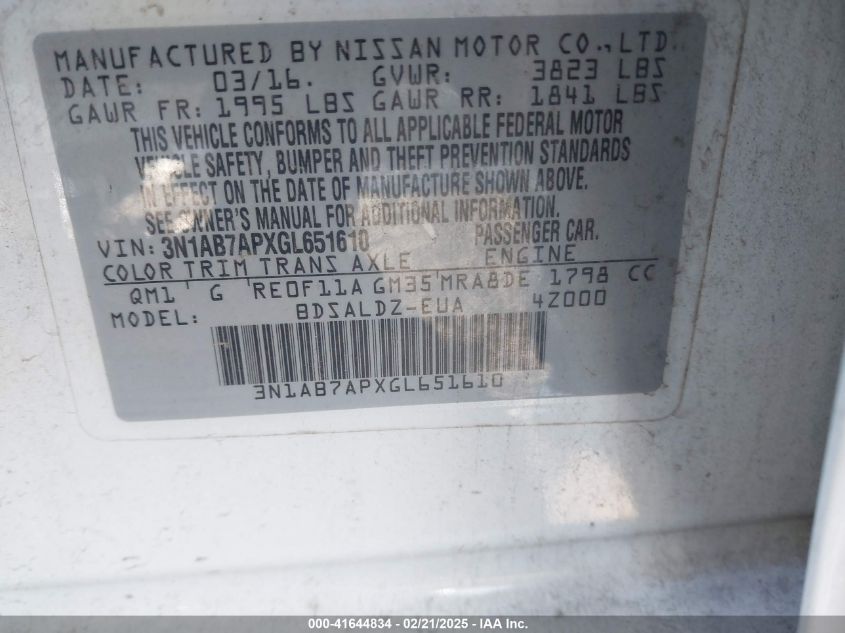 MANUFACTURED BY NISSAN MOTOR CO., LTD.
DATE: 03/16. GVWR: 3823 LBS
GAWR FR: 1995 LBS GAWR RR: 1841 LBS
THIS VEHICLE CONFORMS TO ALL APPLICABLE FEDERAL MOTOR
VEHICLE SAFETY, BUMPER AND THEFT PREVENTION STANDARDS
IN EFFECT ON THE DATE OF MANUFACTURE SHOWN ABOVE.
SEE OWNER'S MANUAL FOR ADDITIONAL INFORMATION.
VIN: 3N1AB7APXGL651610 PASSENGER CAR.
COLOR TRIM TRANS AXLE ENGINE
QM1 G RE0F11A GM35 MRA8DE 1798 CC
MODEL: BDSALDZ-EUA 4Z000
3N1AB7APXGL651610
000-41644834 - 02/21/2025 - IAA Inc.